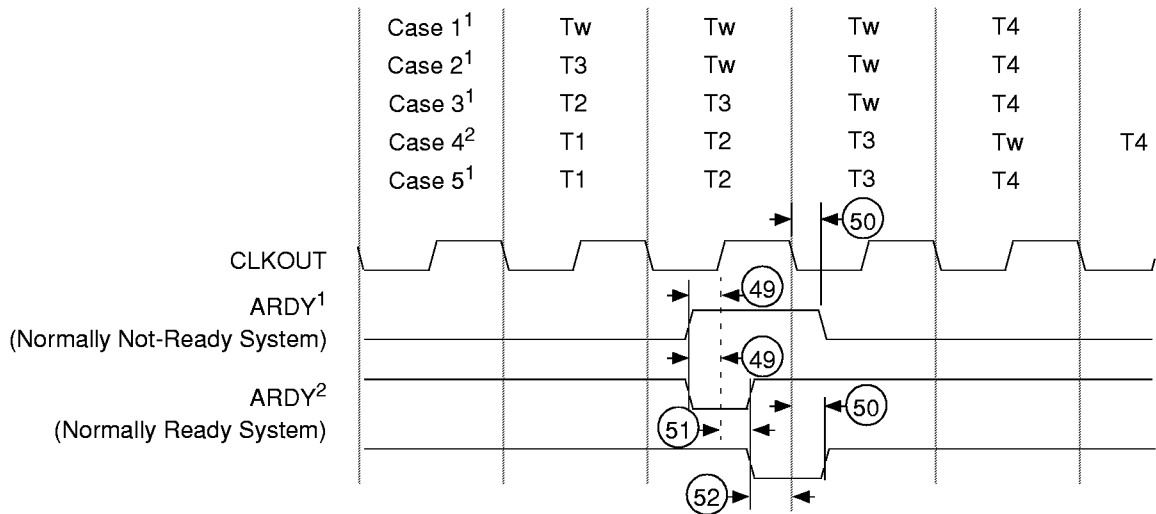 Case 1¹ Tw Tw Tw T4
Case 2¹ T3 Tw Tw T4
Case 3¹ T2 T3 Tw T4
Case 4² T1 T2 T3 Tw T4
Case 5¹ T1 T2 T3 T4
50
CLKOUT
49
ARDY¹
(Normally Not-Ready System)
49
ARDY²
50
(Normally Ready System)
51
52